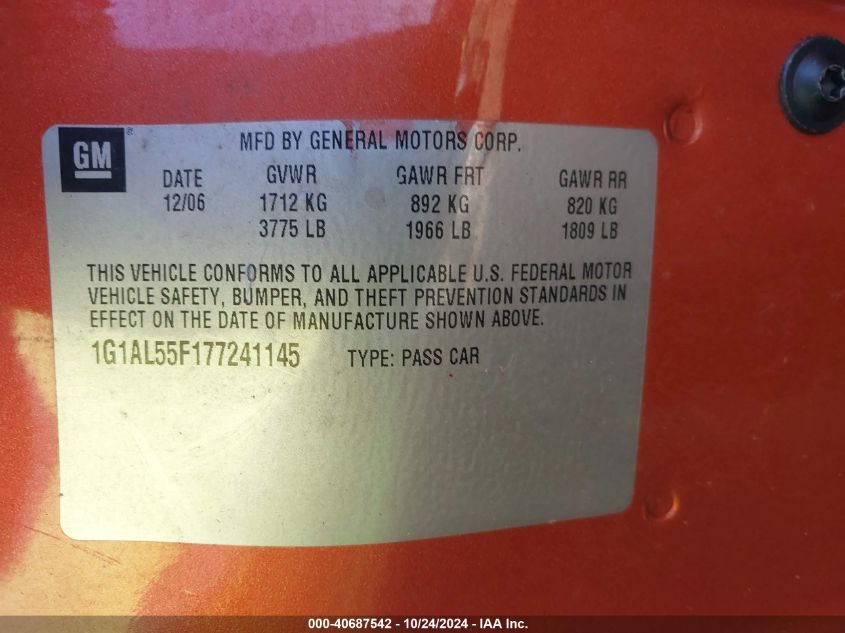 GM®
MFD BY GENERAL MOTORS CORP.
DATE GVWR GAWR FRT GAWR RR
12/06 1712 KG 892 KG 820 KG
3775 LB 1966 LB 1809 LB
THIS VEHICLE CONFORMS TO ALL APPLICABLE U.S. FEDERAL MOTOR
VEHICLE SAFETY, BUMPER, AND THEFT PREVENTION STANDARDS IN
EFFECT ON THE DATE OF MANUFACTURE SHOWN ABOVE.
1G1AL55F177241145 TYPE: PASS CAR
000-40687542 - 10/24/2024 - IAA Inc.